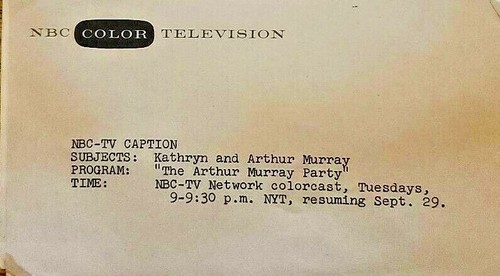 NBC COLOR TELEVISION
NBC-TV CAPTION
SUBJECTS: Kathryn and Arthur Murray
PROGRAM: "The Arthur Murray Party"
TIME: NBC-TV Network colorcast, Tuesdays,
9-9:30 p.m. NYT, resuming Sept. 29.